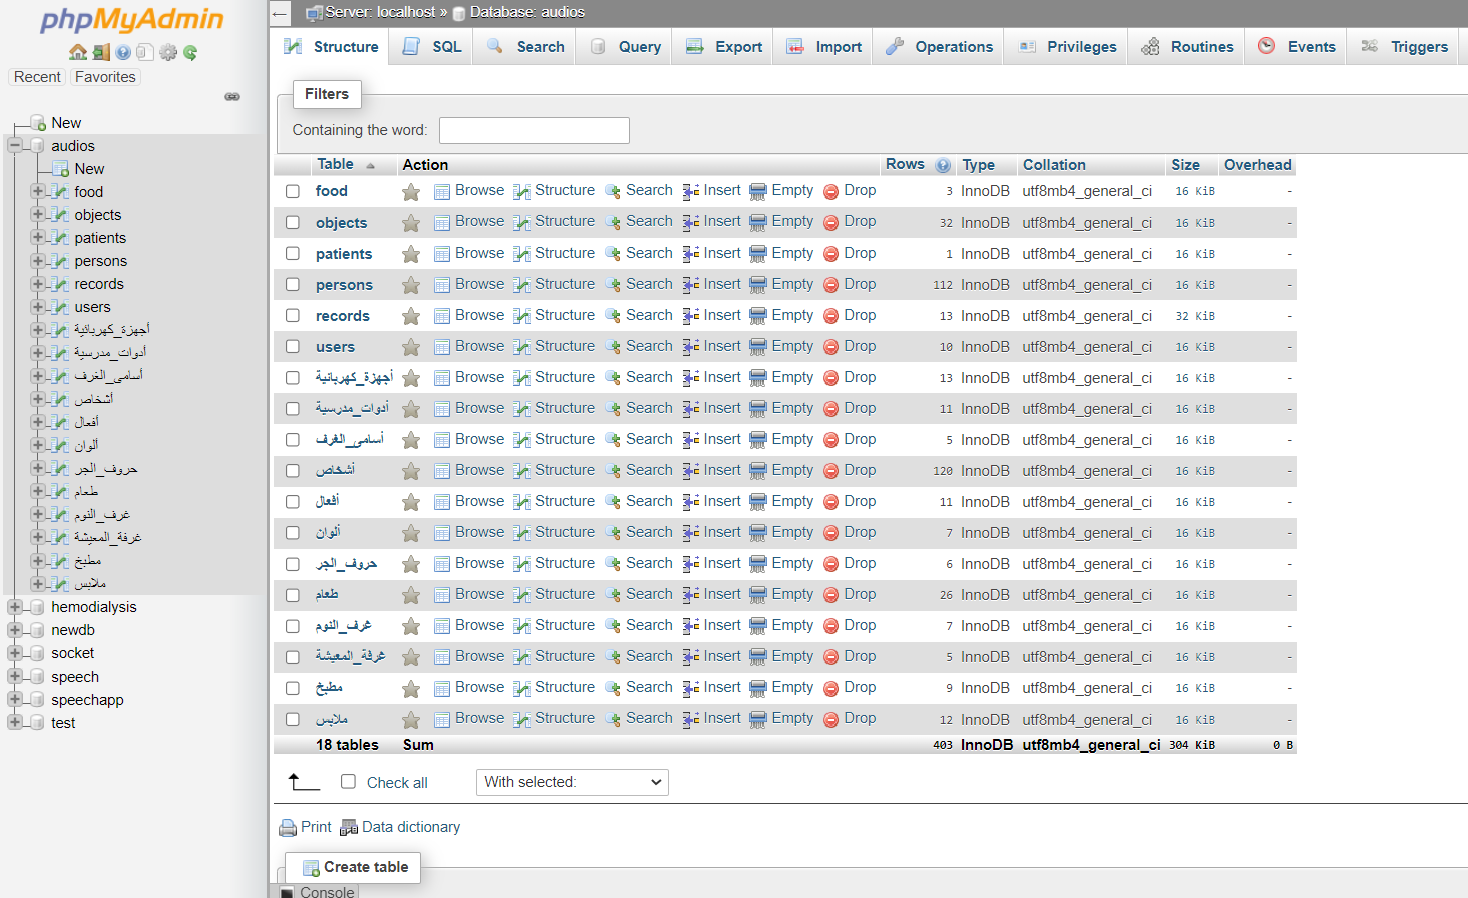 phpMyAdmin
Recent Favorites
New
audios
New
food
objects
patients
persons
records
users
أجهزة_كهربائية
أدوات_مدرسية
أسامى_الغرف
أشخاص
أفعال
ألوان
حروف_الجر
طعام
غرف_النوم
غرفة_المعيشة
مطبخ
ملابس
hemodialysis
newdb
socket
speech
speechapp
test
Server: localhost » Database: audios
Structure SQL Search Query Export Import Operations Privileges Routines Events Triggers
Filters
Containing the word:
Table Action Rows Type Collation Size Overhead
food Browse Structure Search Insert Empty Drop 3 InnoDB utf8mb4_general_ci 16 KiB -
objects Browse Structure Search Insert Empty Drop 32 InnoDB utf8mb4_general_ci 16 KiB -
patients Browse Structure Search Insert Empty Drop 1 InnoDB utf8mb4_general_ci 16 KiB -
persons Browse Structure Search Insert Empty Drop 112 InnoDB utf8mb4_general_ci 16 KiB -
records Browse Structure Search Insert Empty Drop 13 InnoDB utf8mb4_general_ci 32 KiB -
users Browse Structure Search Insert Empty Drop 10 InnoDB utf8mb4_general_ci 16 KiB -
أجهزة_كهربائية Browse Structure Search Insert Empty Drop 13 InnoDB utf8mb4_general_ci 16 KiB -
أدوات_مدرسية Browse Structure Search Insert Empty Drop 11 InnoDB utf8mb4_general_ci 16 KiB -
أسامى_الغرف Browse Structure Search Insert Empty Drop 5 InnoDB utf8mb4_general_ci 16 KiB -
أشخاص Browse Structure Search Insert Empty Drop 120 InnoDB utf8mb4_general_ci 16 KiB -
أفعال Browse Structure Search Insert Empty Drop 11 InnoDB utf8mb4_general_ci 16 KiB -
ألوان Browse Structure Search Insert Empty Drop 7 InnoDB utf8mb4_general_ci 16 KiB -
حروف_الجر Browse Structure Search Insert Empty Drop 6 InnoDB utf8mb4_general_ci 16 KiB -
طعام Browse Structure Search Insert Empty Drop 26 InnoDB utf8mb4_general_ci 16 KiB -
غرف_النوم Browse Structure Search Insert Empty Drop 7 InnoDB utf8mb4_general_ci 16 KiB -
غرفة_المعيشة Browse Structure Search Insert Empty Drop 5 InnoDB utf8mb4_general_ci 16 KiB -
مطبخ Browse Structure Search Insert Empty Drop 9 InnoDB utf8mb4_general_ci 16 KiB -
ملابس Browse Structure Search Insert Empty Drop 12 InnoDB utf8mb4_general_ci 16 KiB -
18 tables Sum 403 InnoDB utf8mb4_general_ci 304 KiB 0 B
Check all With selected:
Print Data dictionary
Create table
Console